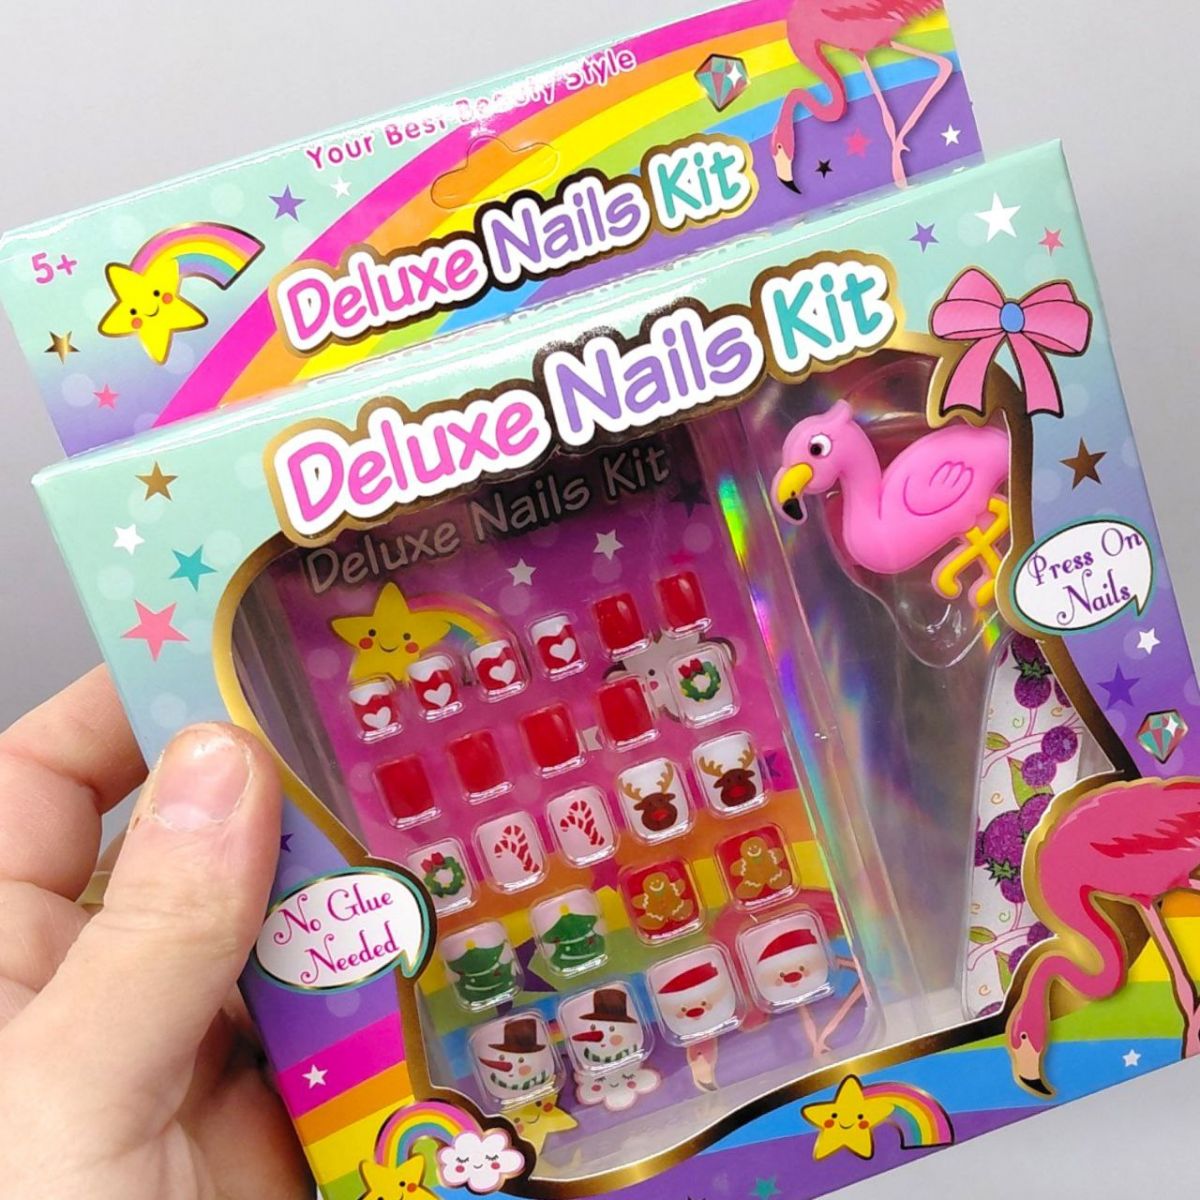 Your Best Beauty Style
5+
Deluxe Nails Kit
Deluxe Nails Kit
Deluxe Nails Kit
Press On
Nails
No Glue
Needed